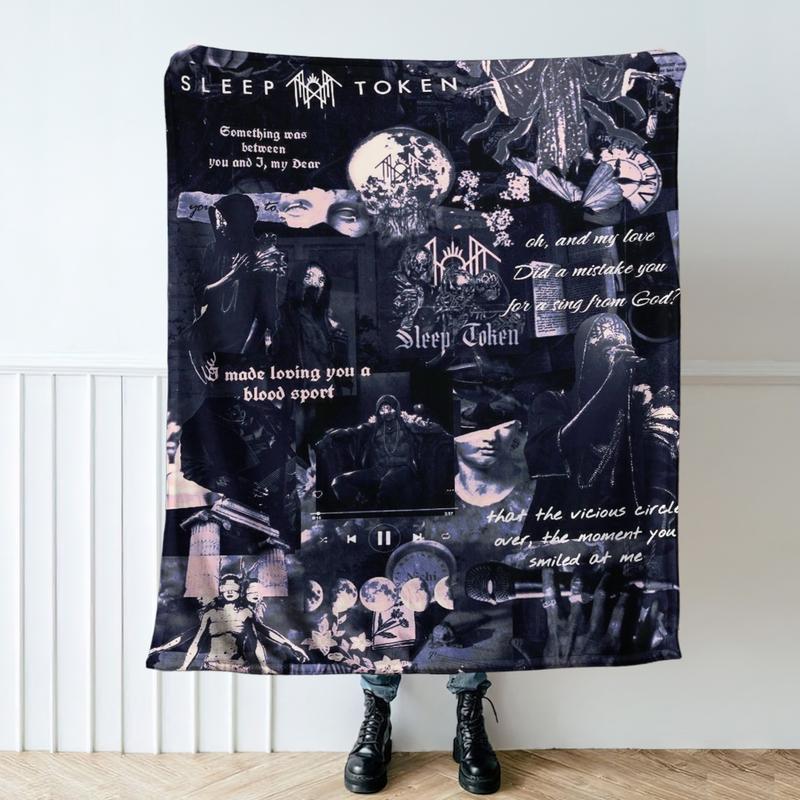 SLEEP TOKEN
Something was
between
you and I, my Dear
to
oh, and my love
Did a mistake you
for a sing from God?
Sleep Token
I made loving you a
blood sport
that the vicious circle
over, the moment you
smiled at me